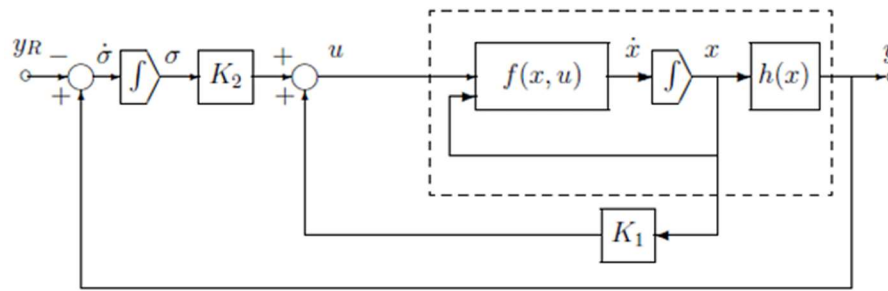 y_R − + σ̇ ∫ σ K_2 + + u f(x, u) ẋ ∫ x h(x) y
K_1